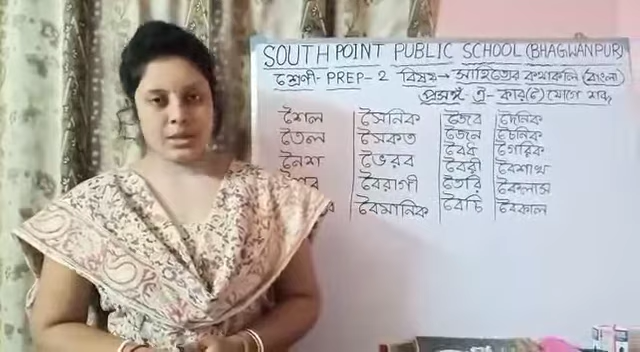 SOUTH POINT PUBLIC SCHOOL (BHAGWANPUR)
শ্রেণী- PREP-2 বিষয়→ সাহিত্যের কথাকলি (বাংলা)
প্রসঙ্গ- ঐ-কার(ৈ) যোগে শব্দ
শৈল সৈনিক জৈব দৈনিক
তৈল সৈকত জৈন চৈনিক
নৈশ ভৈরব বৈধ গৈরিক
বৈরাগী বৈরী বৈশাখ
বৈমানিক তৈরি কৈলাস
বৈচি বৈকাল